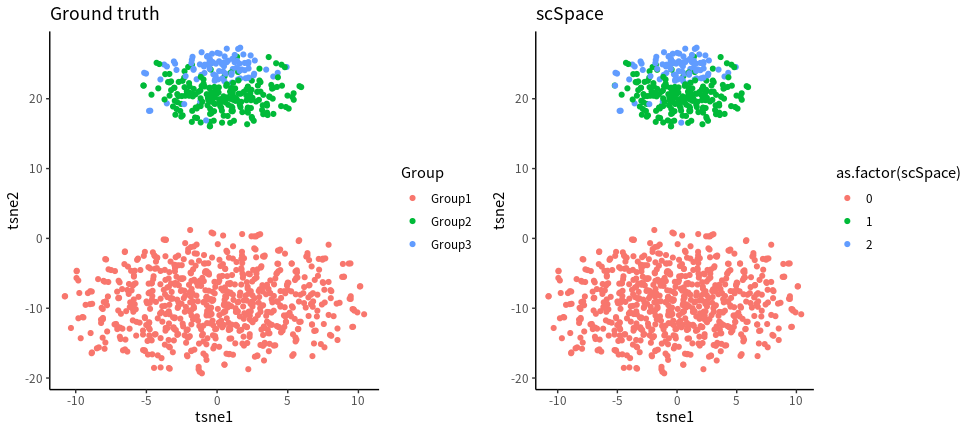 Ground truth
20
10
0
-10
-20
tsne2
-10
-5
0
5
10
tsne1
Group
Group1
Group2
Group3
scSpace
20
10
0
-10
-20
tsne2
-10
-5
0
5
10
tsne1
as.factor(scSpace)
0
1
2